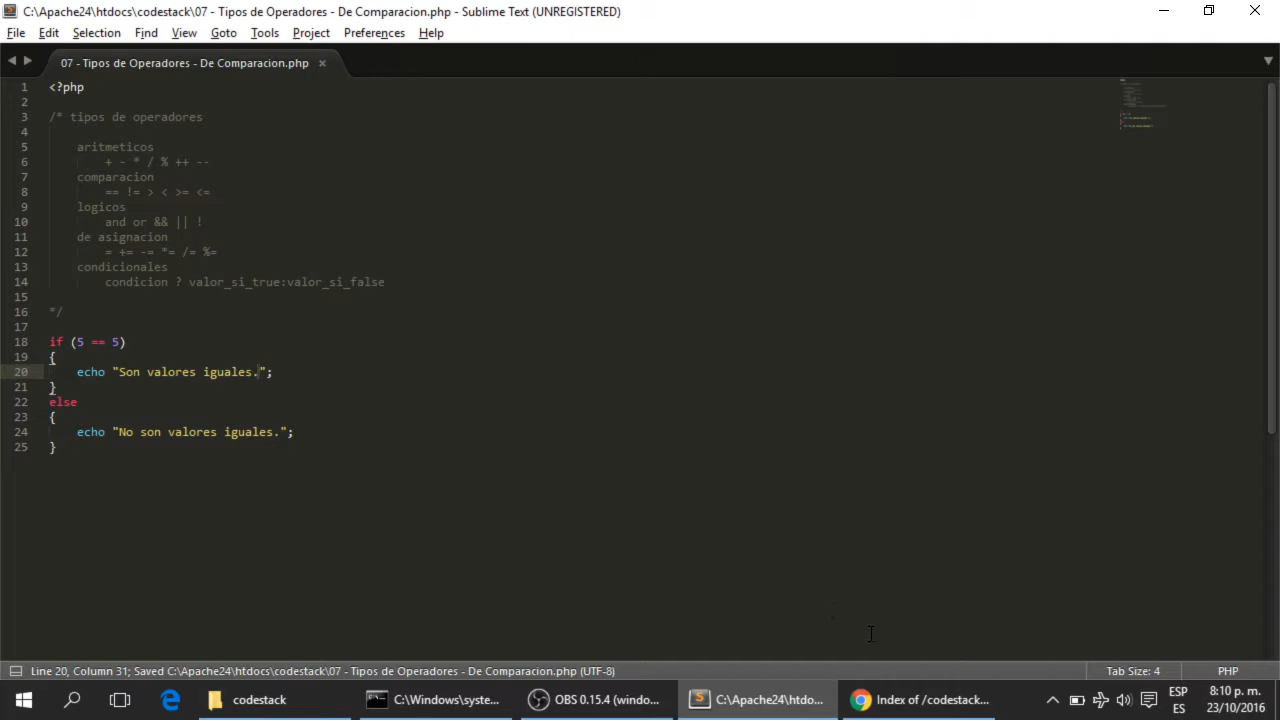 C:\Apache24\htdocs\codestack\07 - Tipos de Operadores - De Comparacion.php - Sublime Text (UNREGISTERED)
File Edit Selection Find View Goto Tools Project Preferences Help
07 - Tipos de Operadores - De Comparacion.php ×
1 <?php
2
3 /* tipos de operadores
4
5 aritmeticos
6 + - * / % ++ --
7 comparacion
8 == != > < >= <=
9 logicos
10 and or && || !
11 de asignacion
12 = += -= *= /= %=
13 condicionales
14 condicion ? valor_si_true:valor_si_false
15
16 */
17
18 if (5 == 5)
19 {
20 echo "Son valores iguales.";
21 }
22 else
23 {
24 echo "No son valores iguales.";
25 }
Line 20, Column 31; Saved C:\Apache24\htdocs\codestack\07 - Tipos de Operadores - De Comparacion.php (UTF-8) Tab Size: 4 PHP
codestack C:\Windows\syste... OBS 0.15.4 (windo... C:\Apache24\htdo... Index of /codestack... ESP 8:10 p. m.
ES 23/10/2016